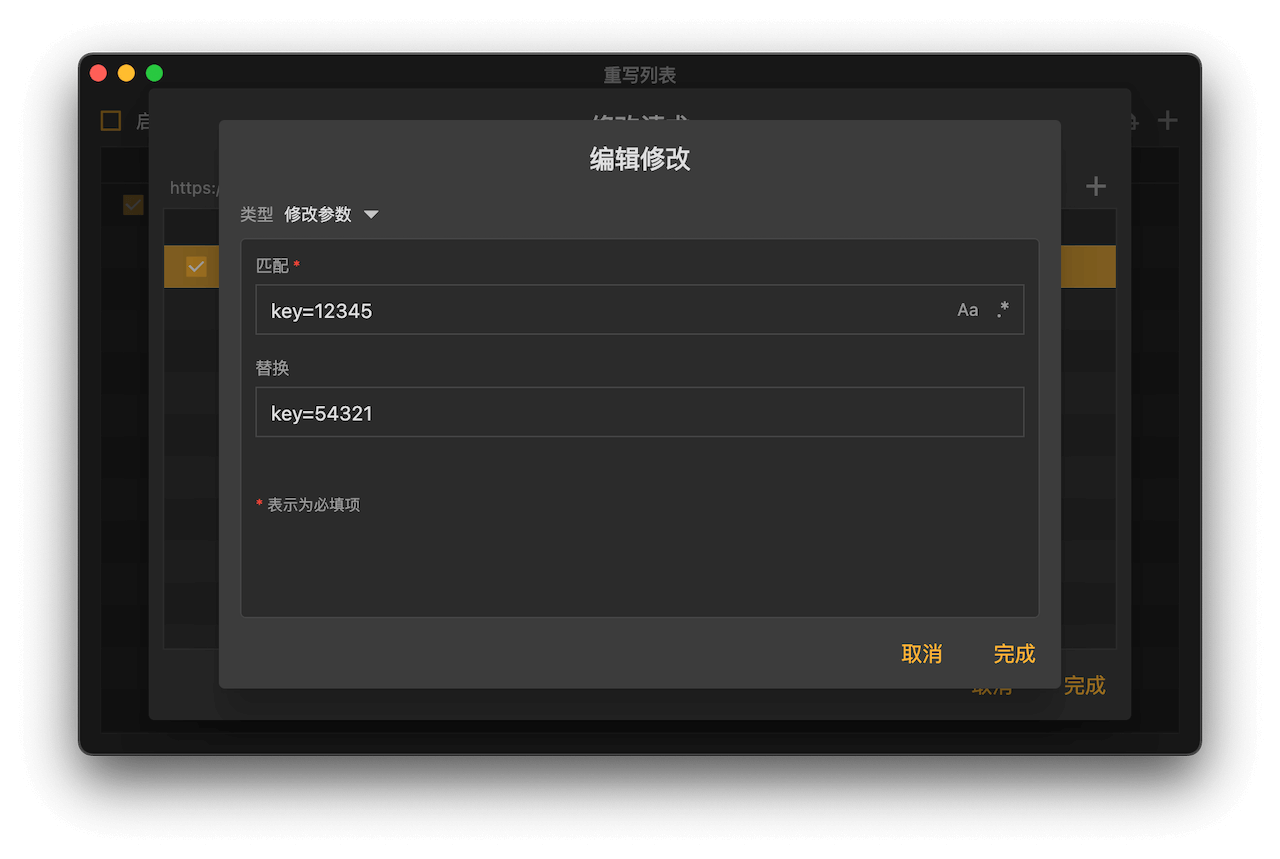 重写列表
启
修改请求
编辑修改
https:/
类型 修改参数
匹配 *
key=12345 Aa .*
替换
key=54321
* 表示为必填项
取消 完成
取消 完成